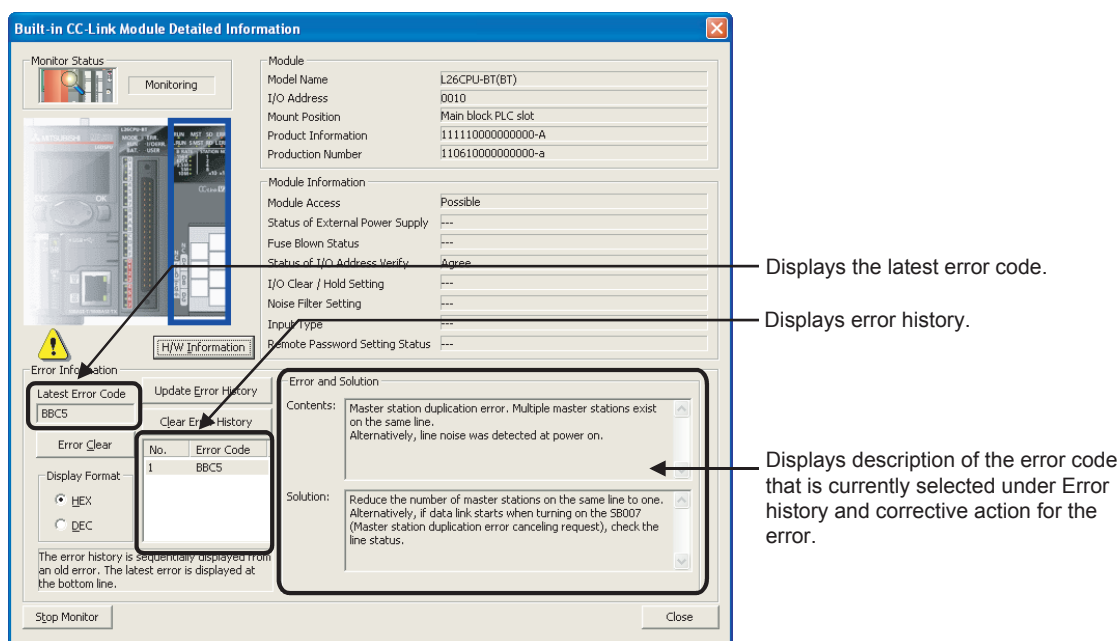 Built-in CC-Link Module Detailed Information
Monitor Status
Monitoring
Module
Model Name L26CPU-BT(BT)
I/O Address 0010
Mount Position Main block PLC slot
Product Information 111110000000000-A
Production Number 110610000000000-a
Module Information
Module Access Possible
Status of External Power Supply ---
Fuse Blown Status ---
Status of I/O Address Verify Agree
I/O Clear / Hold Setting ---
Noise Filter Setting ---
Input Type ---
Remote Password Setting Status ---
H/W Information
Error Information
Latest Error Code
BBC5
Update Error History
Clear Error History
Error Clear
Display Format
HEX
DEC
No. Error Code
1 BBC5
The error history is sequentially displayed from
an old error. The latest error is displayed at
the bottom line.
Error and Solution
Contents:
Master station duplication error. Multiple master stations exist
on the same line.
Alternatively, line noise was detected at power on.
Solution:
Reduce the number of master stations on the same line to one.
Alternatively, if data link starts when turning on the SB007
(Master station duplication error canceling request), check the
line status.
Stop Monitor
Close
Displays the latest error code.
Displays error history.
Displays description of the error code
that is currently selected under Error
history and corrective action for the
error.